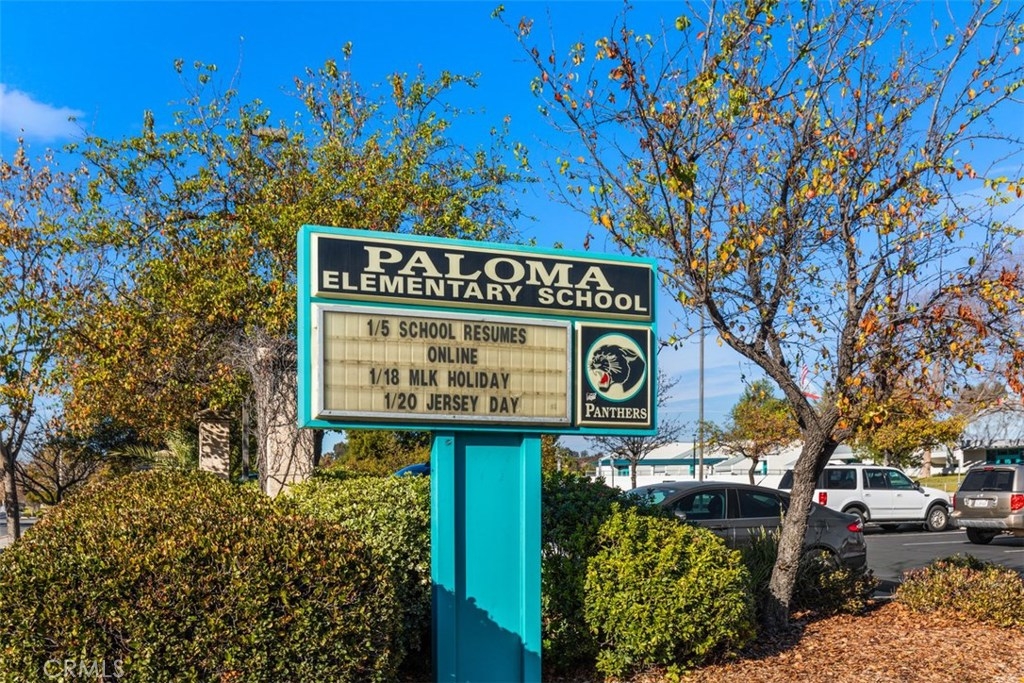 PALOMA
ELEMENTARY SCHOOL
1/5 SCHOOL RESUMES
ONLINE
1/18 MLK HOLIDAY
1/20 JERSEY DAY
PANTHERS
CRMLS